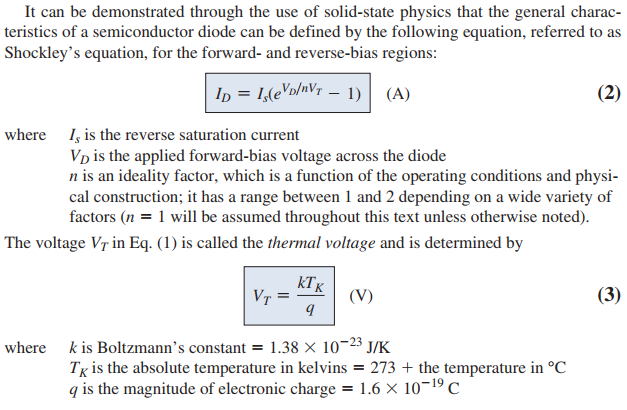 It can be demonstrated through the use of solid-state physics that the general charac-
teristics of a semiconductor diode can be defined by the following equation, referred to as
Shockley's equation, for the forward- and reverse-bias regions:
I_D = I_s(e^{V_D/nV_T} − 1) (A) (2)
where I_s is the reverse saturation current
V_D is the applied forward-bias voltage across the diode
n is an ideality factor, which is a function of the operating conditions and physi-
cal construction; it has a range between 1 and 2 depending on a wide variety of
factors (n = 1 will be assumed throughout this text unless otherwise noted).
The voltage V_T in Eq. (1) is called the thermal voltage and is determined by
V_T = \frac{kT_K}{q} (V) (3)
where k is Boltzmann's constant = 1.38 × 10^{−23} J/K
T_K is the absolute temperature in kelvins = 273 + the temperature in °C
q is the magnitude of electronic charge = 1.6 × 10^{−19} C